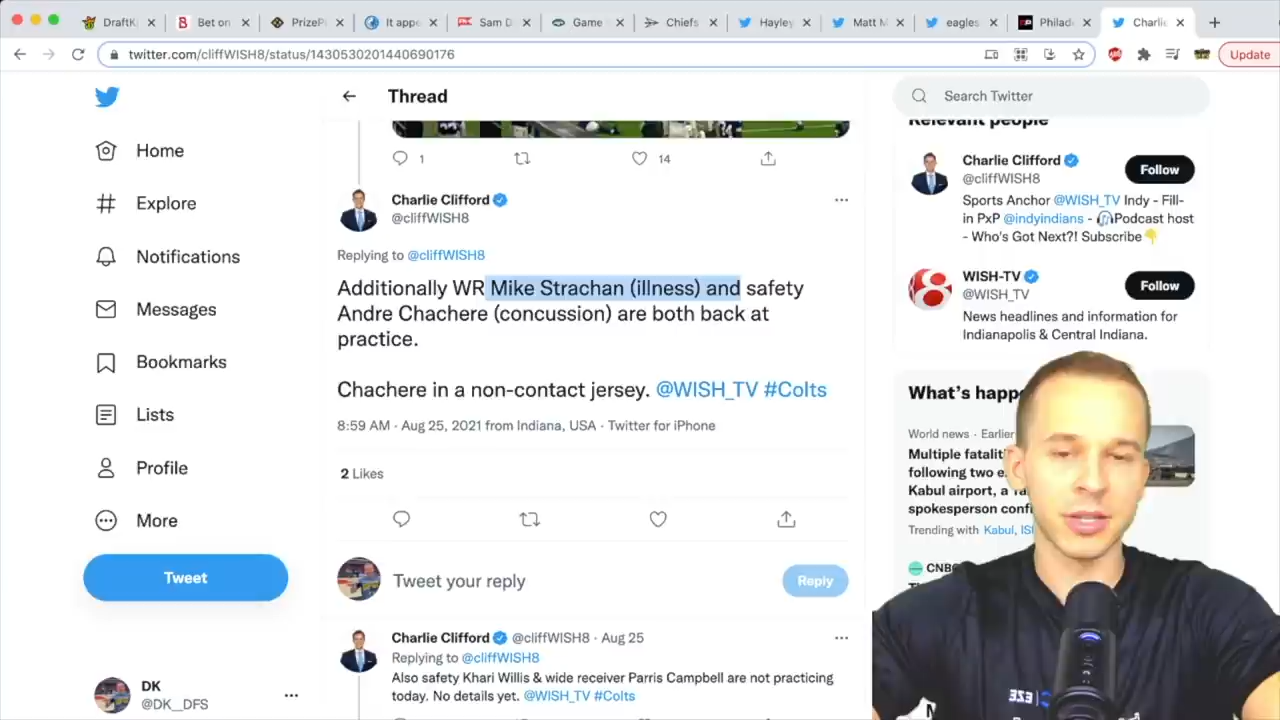 DraftK
Bet on
PrizePi
It appe
Sam D
Game
Chiefs
Hayley
Matt M
eagles
Philad
Charlie
twitter.com/cliffWISH8/status/1430530201440690176
Update
Home
Explore
Notifications
Messages
Bookmarks
Lists
Profile
More
Tweet
DK
@DK__DFS
Thread
1
14
Charlie Clifford
@cliffWISH8
Replying to @cliffWISH8
Additionally WR Mike Strachan (illness) and safety
Andre Chachere (concussion) are both back at
practice.
Chachere in a non-contact jersey. @WISH_TV #Colts
8:59 AM · Aug 25, 2021 from Indiana, USA · Twitter for iPhone
2 Likes
Tweet your reply
Reply
Charlie Clifford @cliffWISH8 · Aug 25
Replying to @cliffWISH8
Also safety Khari Willis & wide receiver Parris Campbell are not practicing
today. No details yet. @WISH_TV #Colts
Search Twitter
Relevant people
Charlie Clifford
@cliffWISH8
Follow
Sports Anchor @WISH_TV Indy - Fill-
in PxP @indyindians - Podcast host
- Who's Got Next?! Subscribe
WISH-TV
@WISH_TV
Follow
News headlines and information for
Indianapolis & Central Indiana.
What's happe
World news · Earlier
Multiple fataliti
following two e
Kabul airport, a
spokesperson conf
Trending with Kabul, IS
CNBC